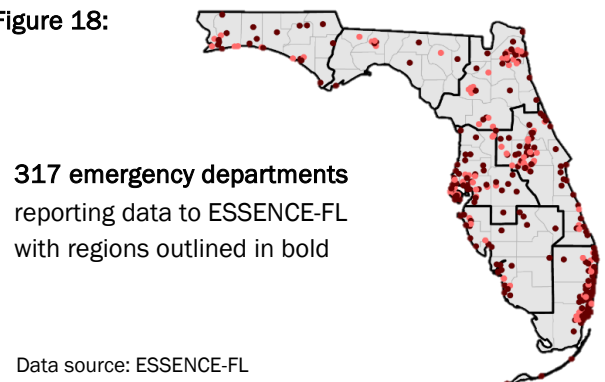 Figure 18:
317 emergency departments
reporting data to ESSENCE-FL
with regions outlined in bold
Data source: ESSENCE-FL